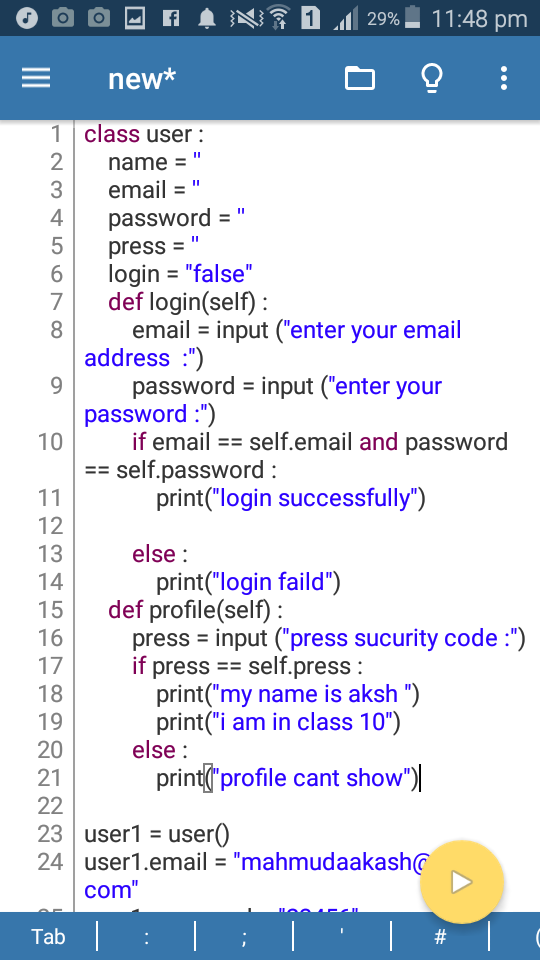 29% 11:48 pm
new*
1 class user :
2 name = ''
3 email = ''
4 password = ''
5 press = ''
6 login = "false"
7 def login(self) :
8 email = input ("enter your email
address :")
9 password = input ("enter your
password :")
10 if email == self.email and password
== self.password :
11 print("login successfully")
12
13 else :
14 print("login faild")
15 def profile(self) :
16 press = input ("press sucurity code :")
17 if press == self.press :
18 print("my name is aksh ")
19 print("i am in class 10")
20 else :
21 print("profile cant show")
22
23 user1 = user()
24 user1.email = "mahmudaakash@
com"
Tab : ; ' # (